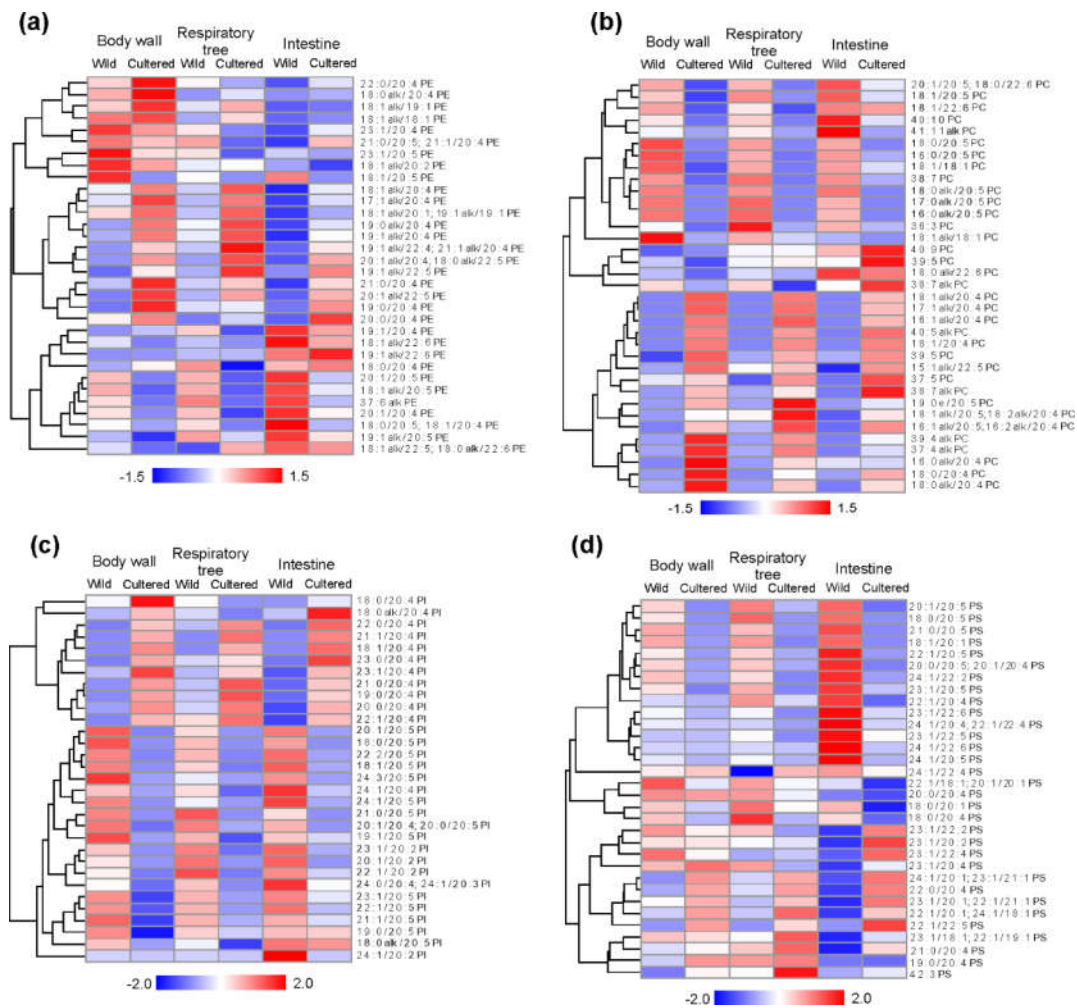 (a)
Body wall
Respiratory
tree
Intestine
Wild Cultered Wild Cultered Wild Cultered
22:0/20:4 PE
18:0alk/20:4 PE
18:1alk/19:1 PE
18:1alk/18:1 PE
23:1/20:4 PE
21:0/20:5; 21:1/20:4 PE
23:1/20:5 PE
18:1alk/20:2 PE
18:1/20:5 PE
18:1alk/20:4 PE
17:1alk/20:4 PE
18:1alk/20:1;19:1alk/19:1 PE
19:0alk/20:4 PE
19:1alk/20:4 PE
19:1alk/22:4; 21:1alk/20:4 PE
20:1alk/20:4;18:0alk/22:5 PE
19:1alk/22:5 PE
21:0/20:4 PE
20:1alk/22:5 PE
19:0/20:4 PE
20:0/20:4 PE
19:1/20:4 PE
18:1alk/22:6 PE
19:1alk/22:6 PE
18:0/20:4 PE
20:1/20:5 PE
18:1alk/20:5 PE
37:6 alk PE
20:1/20:4 PE
18:0/20:5; 18:1/20:4 PE
19:1alk/20:5 PE
18:1alk/22:5; 18:0alk/22:6 PE
-1.5 1.5
(b)
Body wall
Respiratory
tree
Intestine
Wild Cultered Wild Cultered Wild Cultered
20:1/20:5;18:0/22:6 PC
18:1/20:5 PC
18:1/22:6 PC
40:10 PC
41:11alk PC
18:0/20:5 PC
16:0/20:5 PC
18:1/18:1 PC
38:7 PC
18:0alk/20:5 PC
17:0alk/20:5 PC
16:0alk/20:5 PC
36:3 PC
18:1alk/18:1 PC
40:9 PC
39:5 PC
18:0alk/22:6 PC
38:7alk PC
18:1alk/20:4 PC
17:1alk/20:4 PC
16:1alk/20:4 PC
40:5alk PC
18:1/20:4 PC
39:5 PC
15:1alk/22:5 PC
37:5 PC
38:7alk PC
19:0e/20:5 PC
18:1alk/20:5;18:2alk/20:4 PC
16:1alk/20:5;16:2alk/20:4 PC
39:4alk PC
37:4alk PC
16:0alk/20:4 PC
18:0/20:4 PC
18:0alk/20:4 PC
-1.5 1.5
(c)
Body wall
Respiratory
tree
Intestine
Wild Cultered Wild Cultered Wild Cultered
18:0/20:4 PI
18:0alk/20:4 PI
22:0/20:4 PI
21:1/20:4 PI
18:1/20:4 PI
23:0/20:4 PI
23:1/20:4 PI
21:0/20:4 PI
19:0/20:4 PI
20:0/20:4 PI
22:1/20:4 PI
20:1/20:5 PI
18:0/20:5 PI
22:2/20:5 PI
18:1/20:5 PI
24:3/20:5 PI
24:1/20:4 PI
24:1/20:5 PI
21:0/20:5 PI
20:1/20:4;20:0/20:5 PI
19:1/20:5 PI
23:1/20:2 PI
20:1/20:2 PI
22:1/20:2 PI
24:0/20:4; 24:1/20:3 PI
23:1/20:5 PI
22:1/20:5 PI
21:1/20:5 PI
19:0/20:5 PI
18:0alk/20:5 PI
24:1/20:2 PI
-2.0 2.0
(d)
Body wall
Respiratory
tree
Intestine
Wild Cultered Wild Cultered Wild Cultered
20:1/20:5 PS
18:0/20:5 PS
21:0/20:5 PS
18:1/20:1 PS
22:1/20:5 PS
20:0/20:5; 20:1/20:4 PS
24:1/22:2 PS
23:1/20:5 PS
22:1/20:4 PS
23:1/22:6 PS
24:1/20:4;22:1/22:4 PS
23:1/22:5 PS
24:1/22:6 PS
24:1/20:5 PS
24:1/22:4 PS
22:1/18:1;20:1/20:1 PS
20:0/20:4 PS
18:0/20:1 PS
18:0/20:4 PS
23:1/22:2 PS
23:1/20:2 PS
23:1/22:4 PS
23:1/20:4 PS
24:1/20:1;23:1/21:1 PS
22:0/20:4 PS
23:1/20:1;22:1/21:1 PS
22:1/20:1;24:1/18:1 PS
22:1/22:5 PS
23:1/18:1;22:1/19:1 PS
21:0/20:4 PS
19:0/20:4 PS
42:3 PS
-2.0 2.0